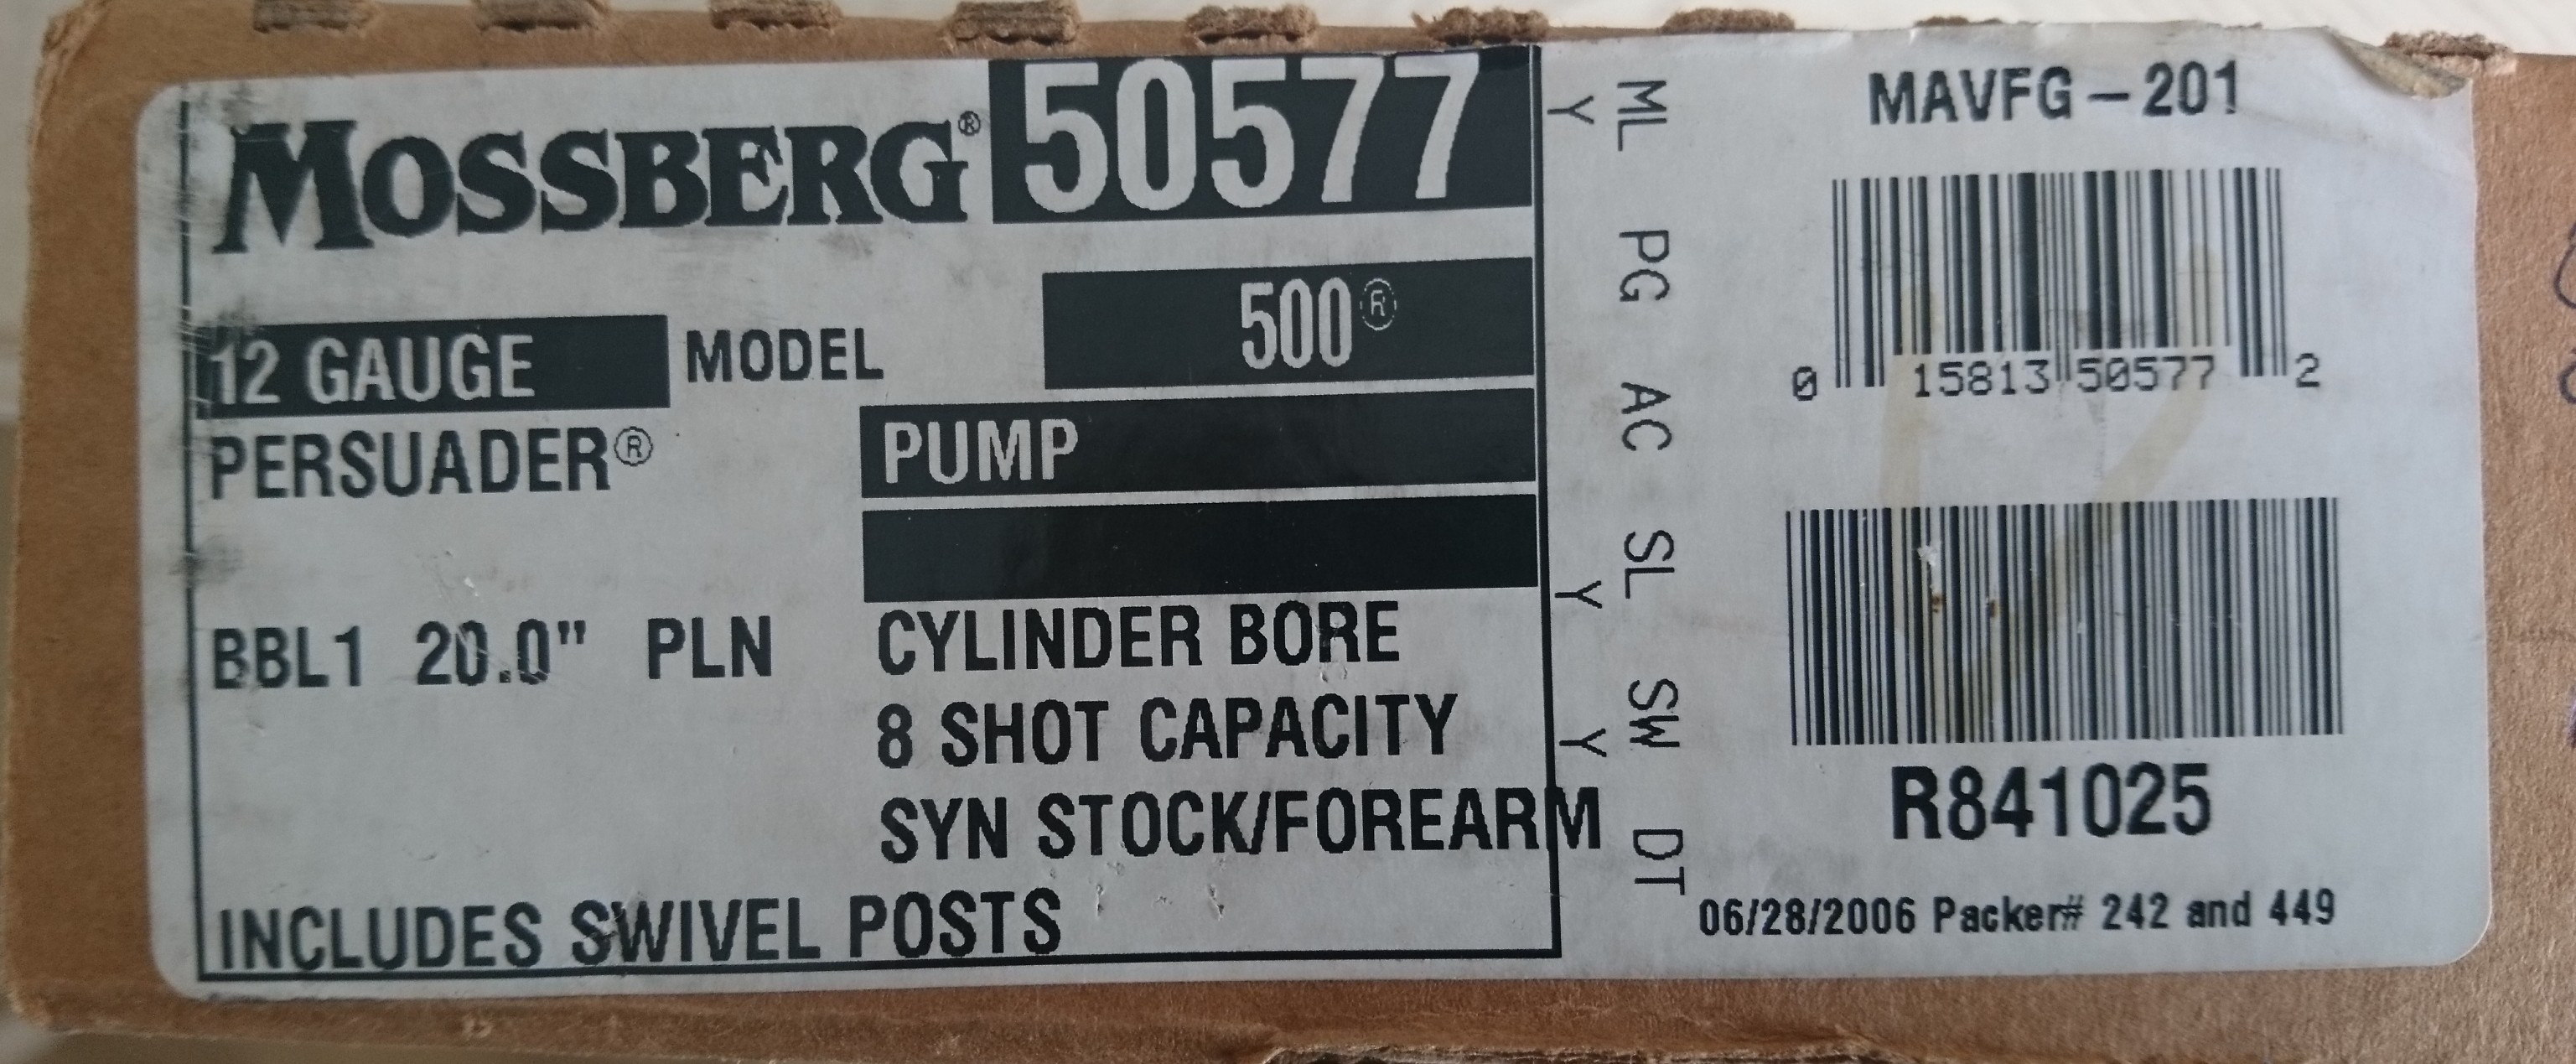 MOSSBERG® 50577
12 GAUGE MODEL 500®
PERSUADER® PUMP
BBL1 20.0" PLN CYLINDER BORE
8 SHOT CAPACITY
SYN STOCK/FOREARM
INCLUDES SWIVEL POSTS
ML PG AC SL SW DT
Y Y Y
MAVFG-201
0 15813 50577 2
R841025
06/28/2006 Packer# 242 and 449